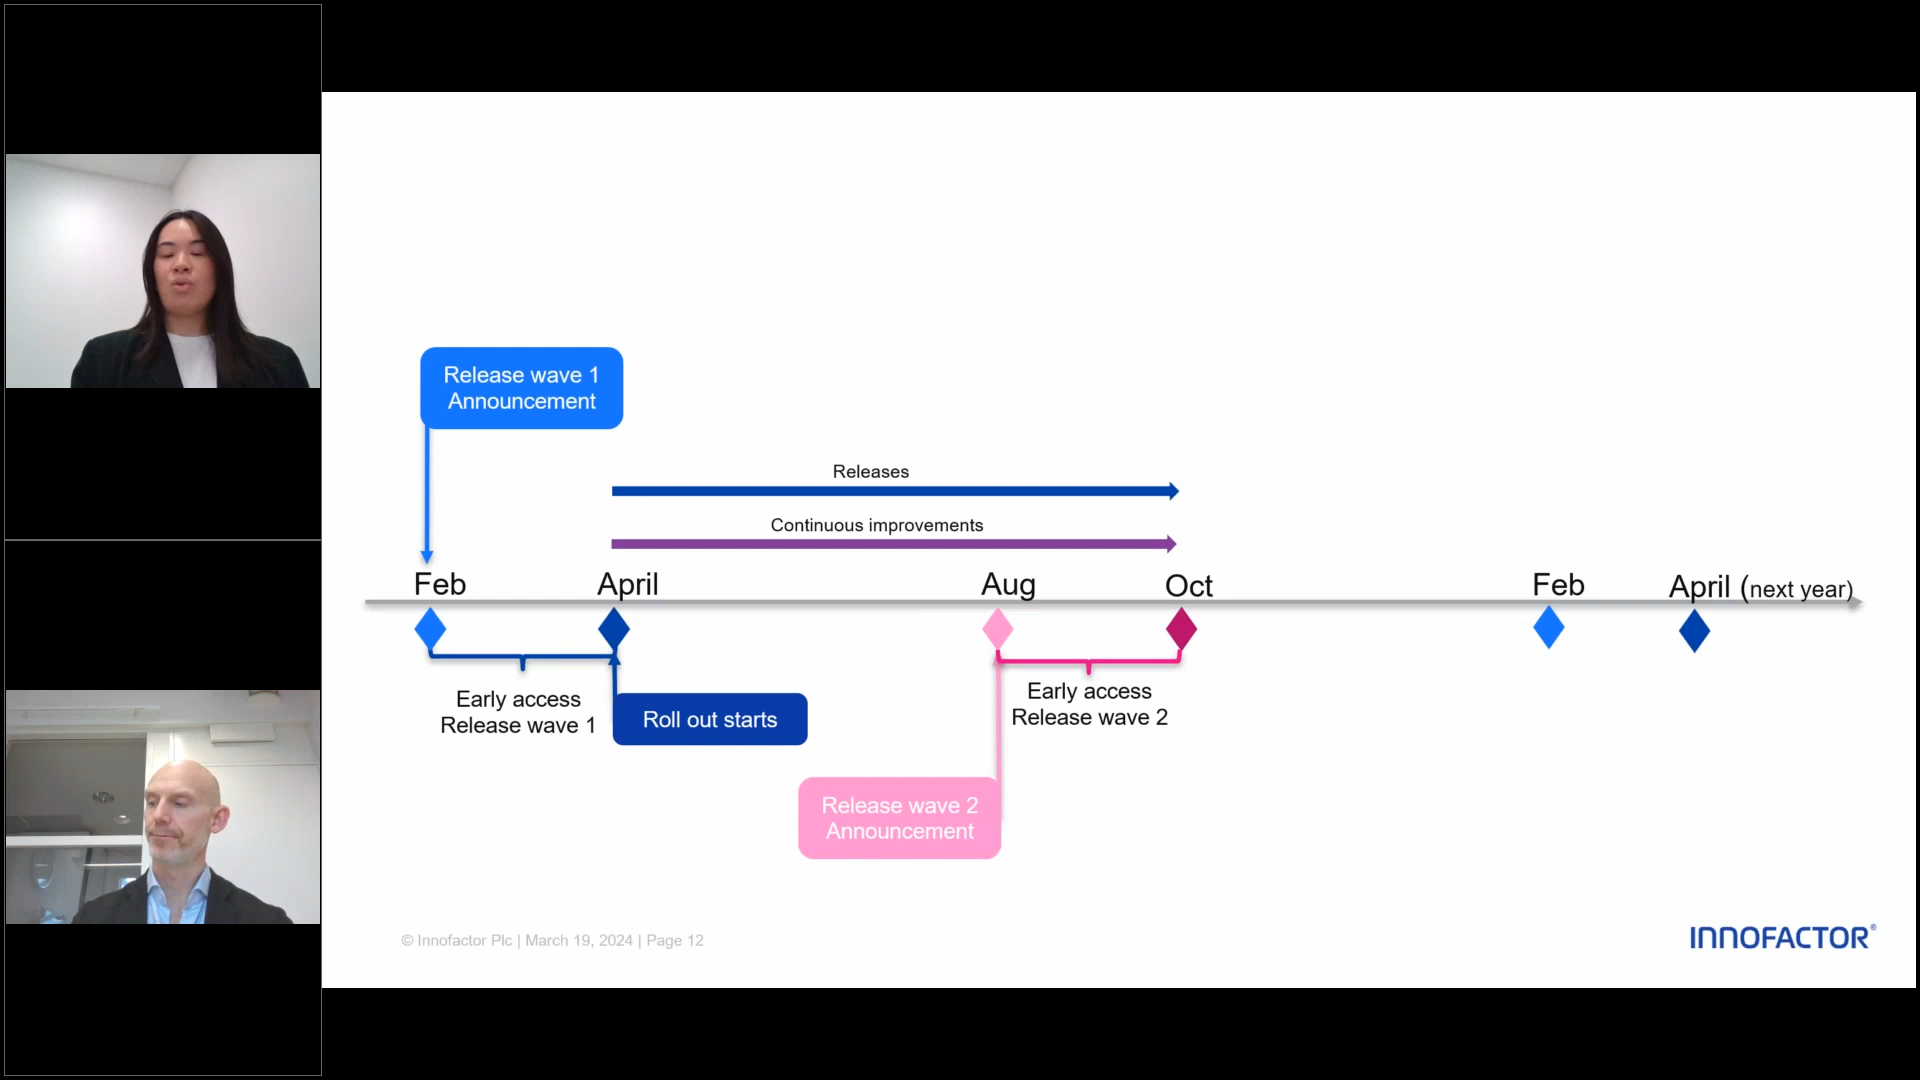 Release wave 1
Announcement
Releases
Continuous improvements
Feb
April
Aug
Oct
Feb
April (next year)
Early access
Release wave 1
Roll out starts
Early access
Release wave 2
Release wave 2
Announcement
© Innofactor Plc | March 19, 2024 | Page 12
INNOFACTOR®